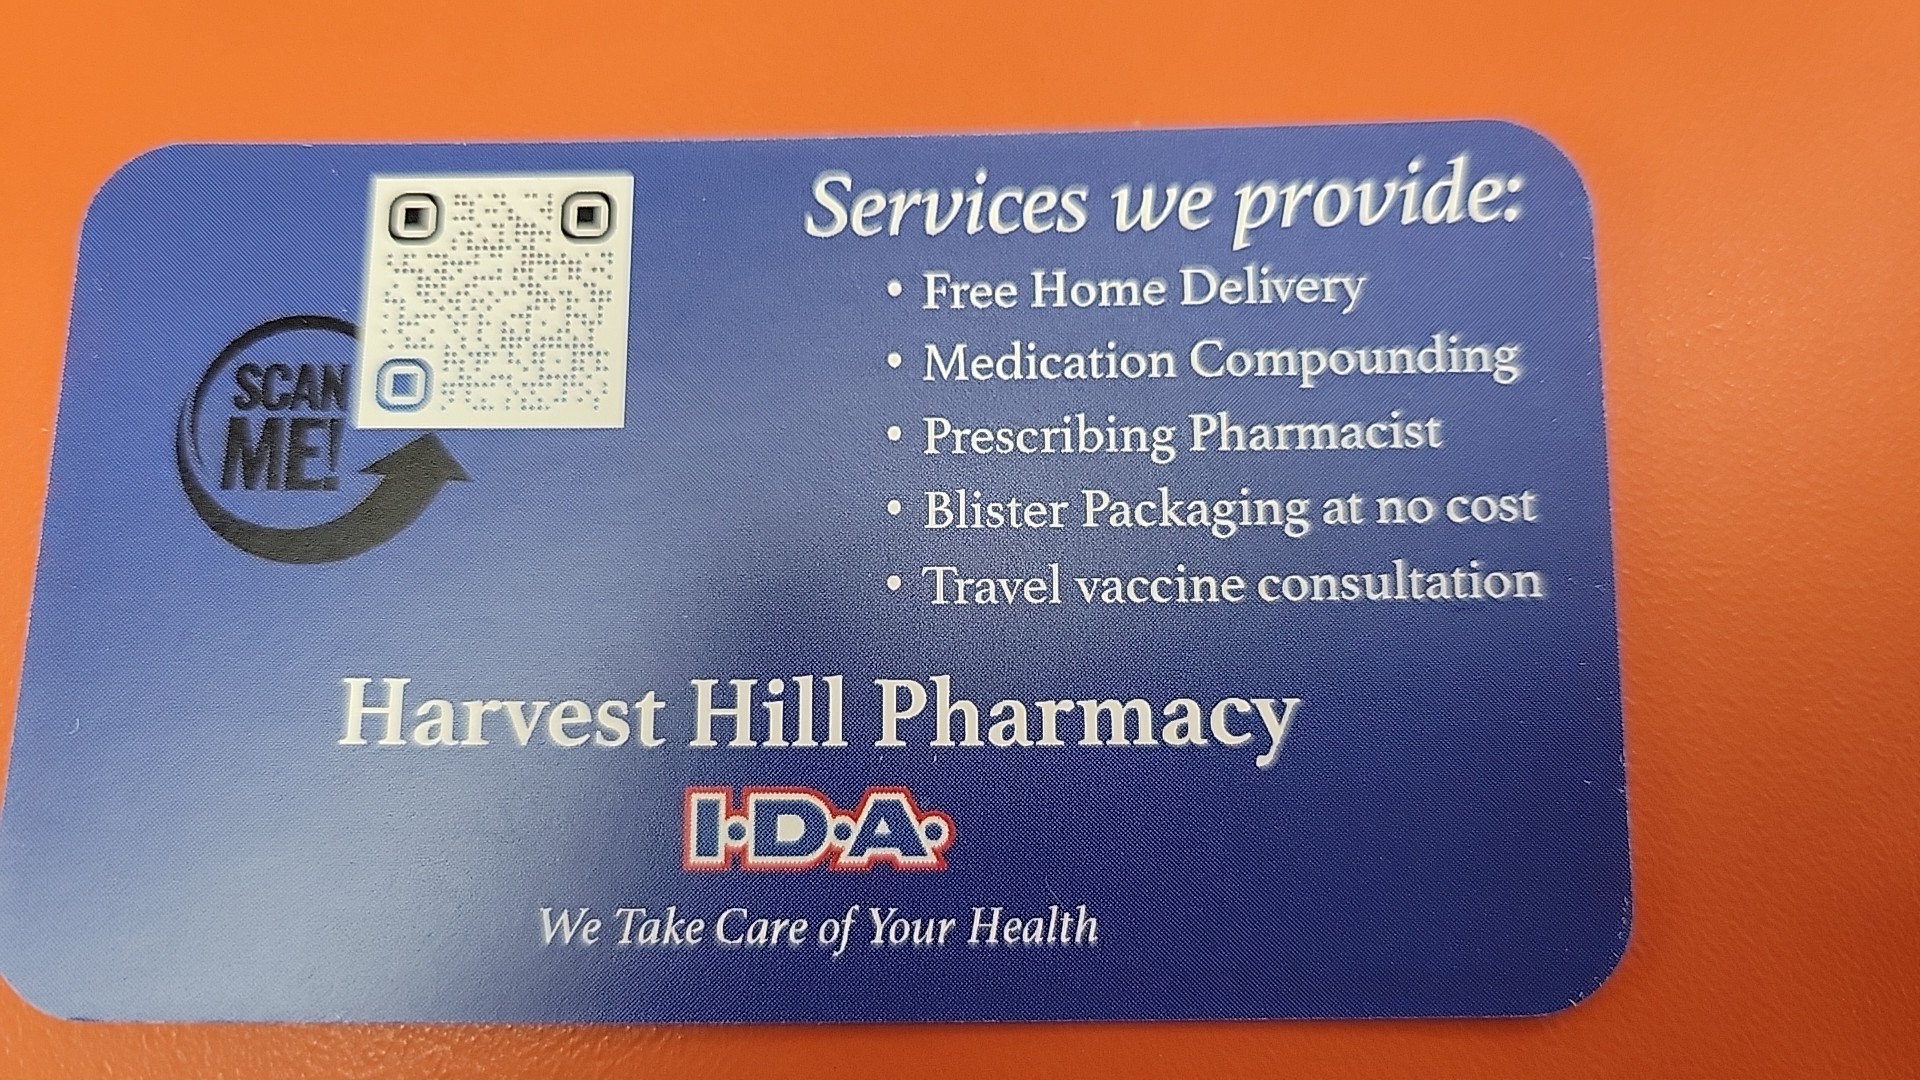 SCAN
ME!
Services we provide:
• Free Home Delivery
• Medication Compounding
• Prescribing Pharmacist
• Blister Packaging at no cost
• Travel vaccine consultation
Harvest Hill Pharmacy
I·D·A·
We Take Care of Your Health